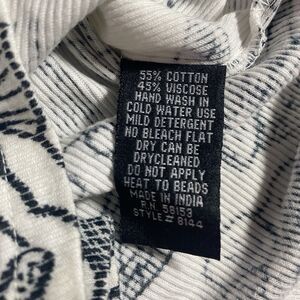 55% COTTON
45% VISCOSE
HAND WASH IN
COLD WATER USE
MILD DETERGENT
NO BLEACH FLAT
DRY CAN BE
DRYCLEANED
DO NOT APPLY
HEAT TO BEADS
MADE IN INDIA
R.N. 58153
STYLE# 8144